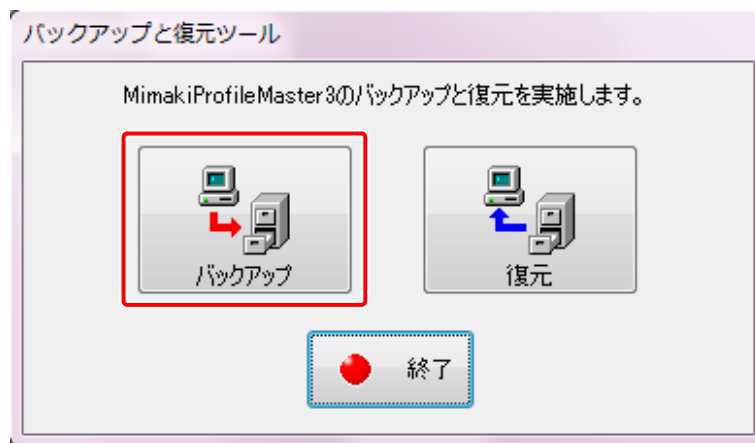 バックアップと復元ツール
MimakiProfileMaster3のバックアップと復元を実施します。
バックアップ
復元
終了